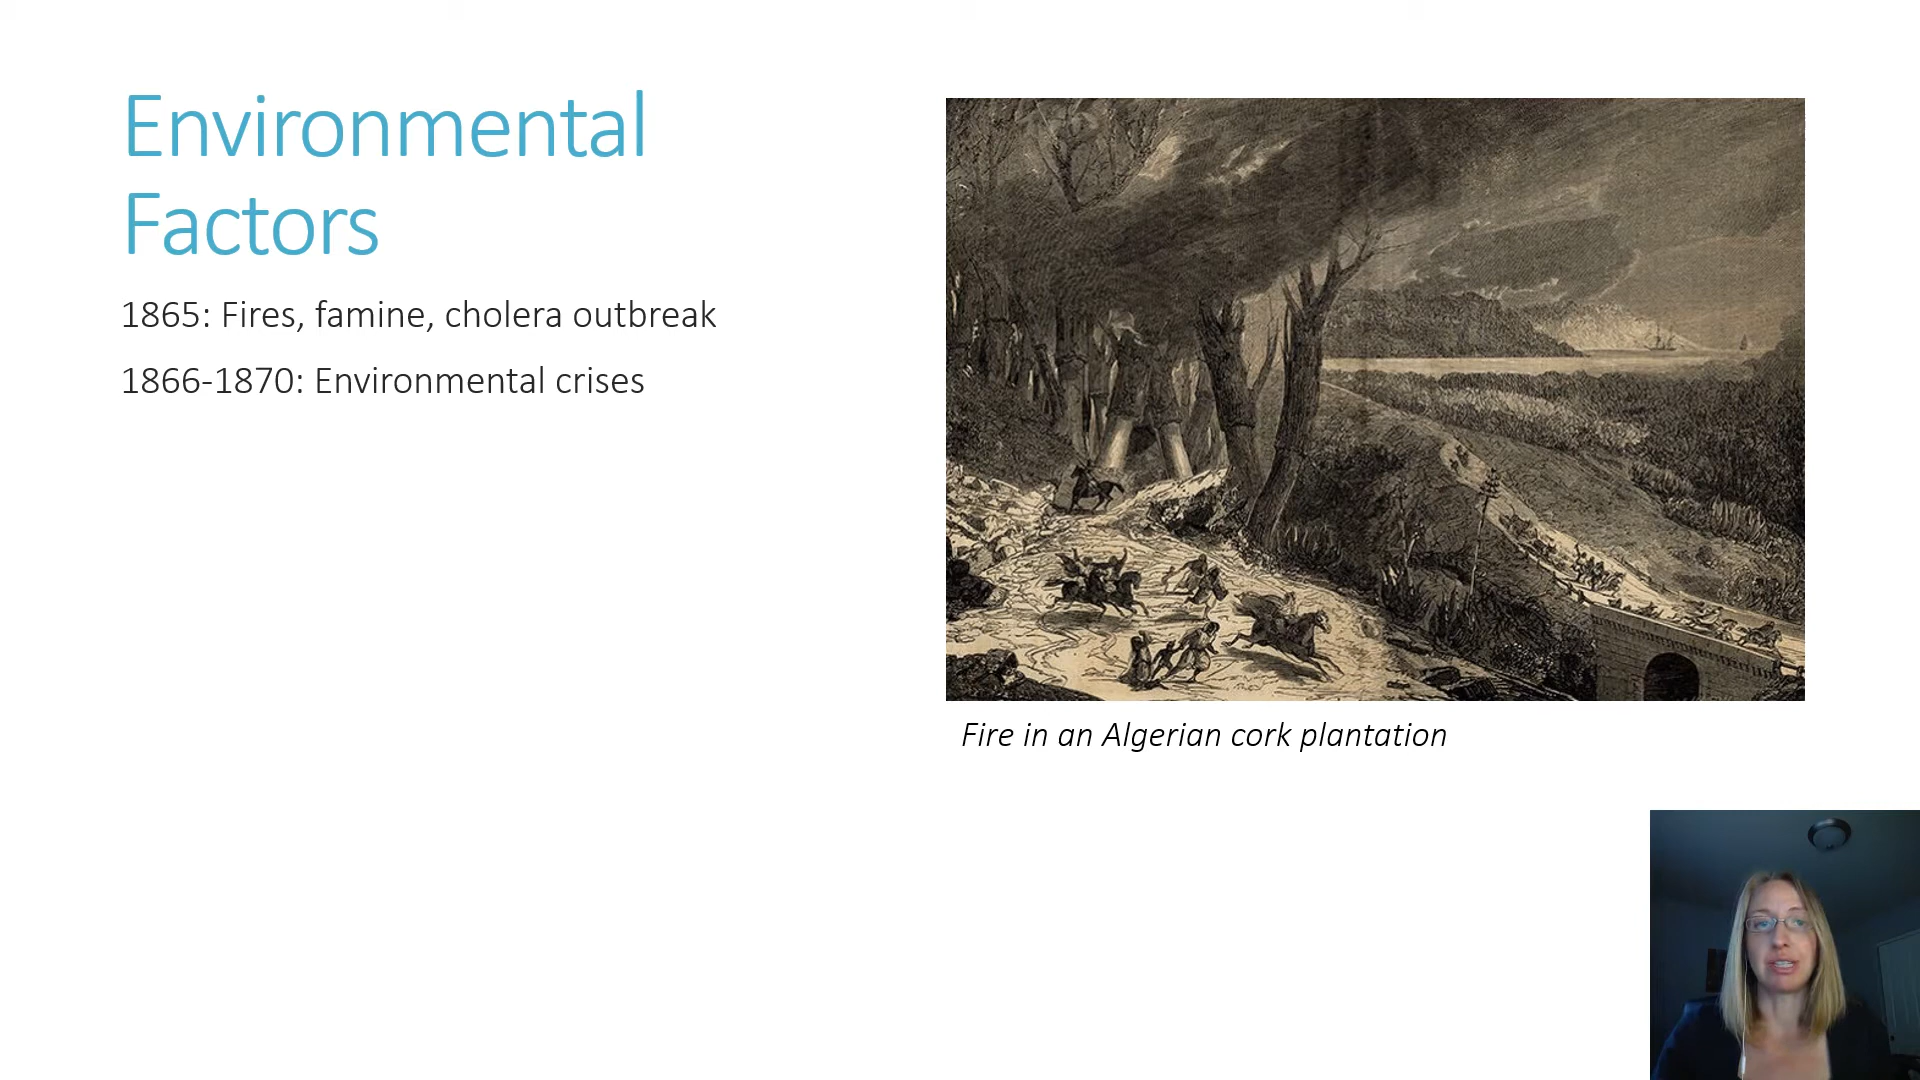 Environmental
Factors
1865: Fires, famine, cholera outbreak
1866-1870: Environmental crises
Fire in an Algerian cork plantation